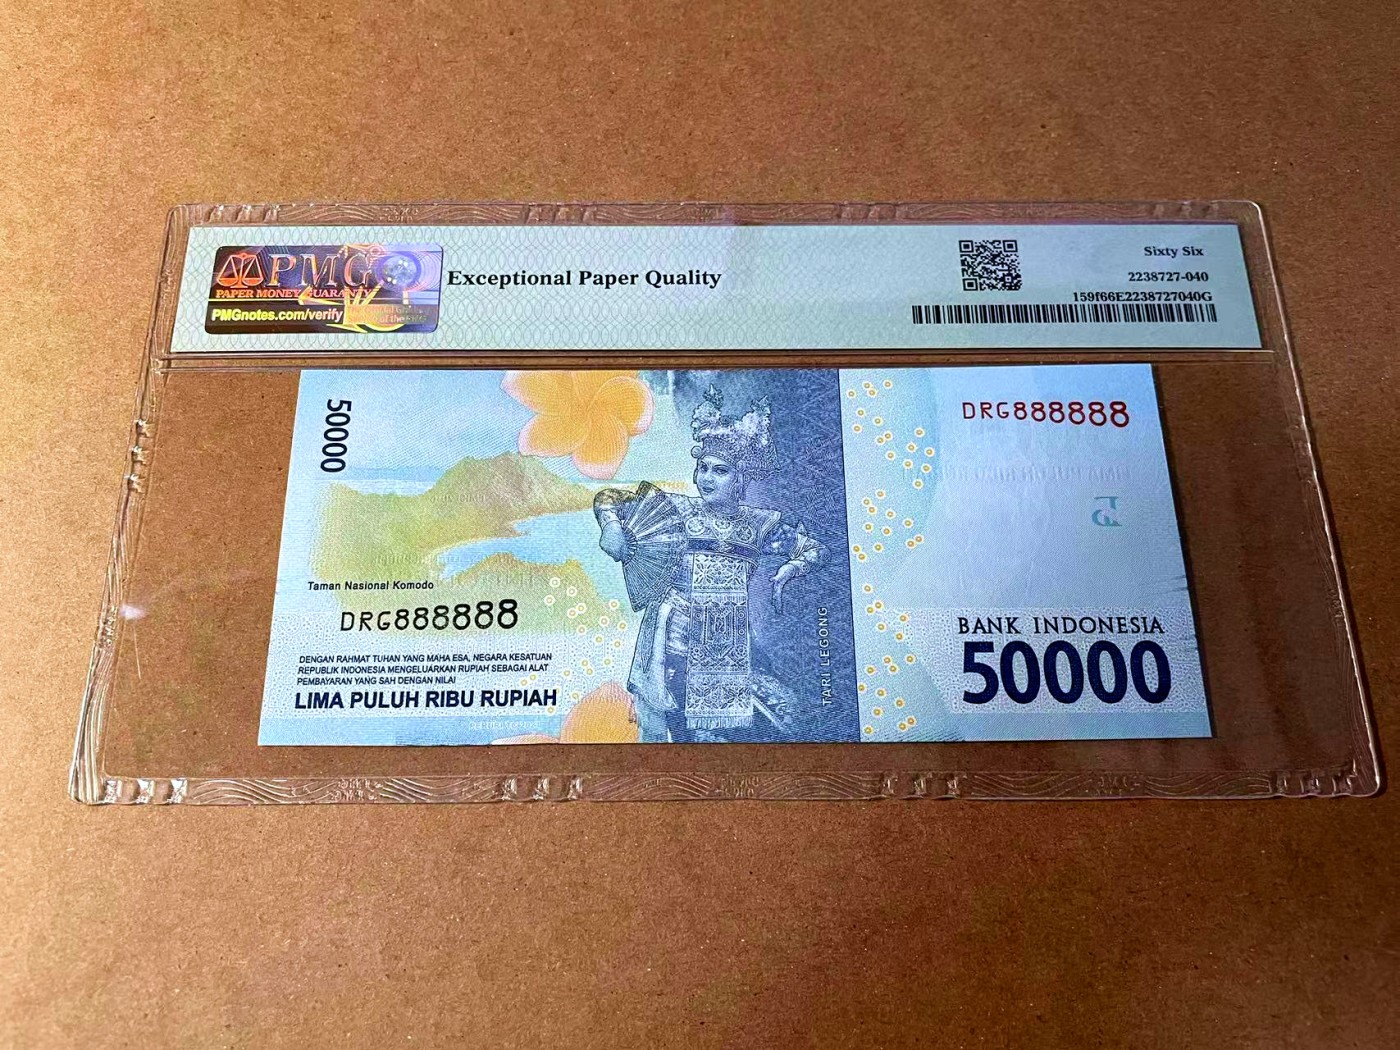 PMG
PAPER MONEY GUARANTY
PMGnotes.com/verify
Exceptional Paper Quality
Sixty Six
2238727-040
159f66E2238727040G
50000
DRG888888
Taman Nasional Komodo
DRG888888
DENGAN RAHMAT TUHAN YANG MAHA ESA, NEGARA KESATUAN
REPUBLIK INDONESIA MENGELUARKAN RUPIAH SEBAGAI ALAT
PEMBAYARAN YANG SAH DENGAN NILAI
LIMA PULUH RIBU RUPIAH
TARI LEGONG
BANK INDONESIA
50000